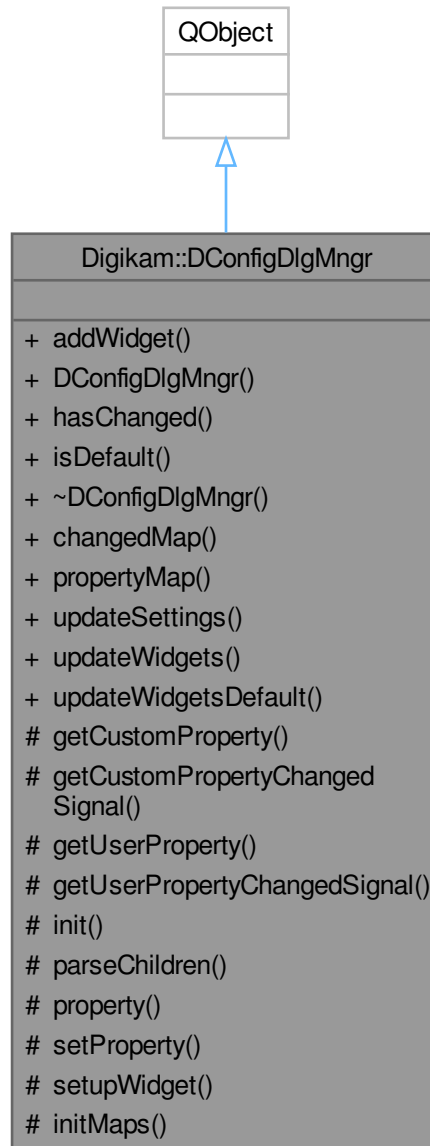 QObject
Digikam::DConfigDlgMngr
+ addWidget()
+ DConfigDlgMngr()
+ hasChanged()
+ isDefault()
+ ~DConfigDlgMngr()
+ changedMap()
+ propertyMap()
+ updateSettings()
+ updateWidgets()
+ updateWidgetsDefault()
# getCustomProperty()
# getCustomPropertyChanged
Signal()
# getUserProperty()
# getUserPropertyChangedSignal()
# init()
# parseChildren()
# property()
# setProperty()
# setupWidget()
# initMaps()